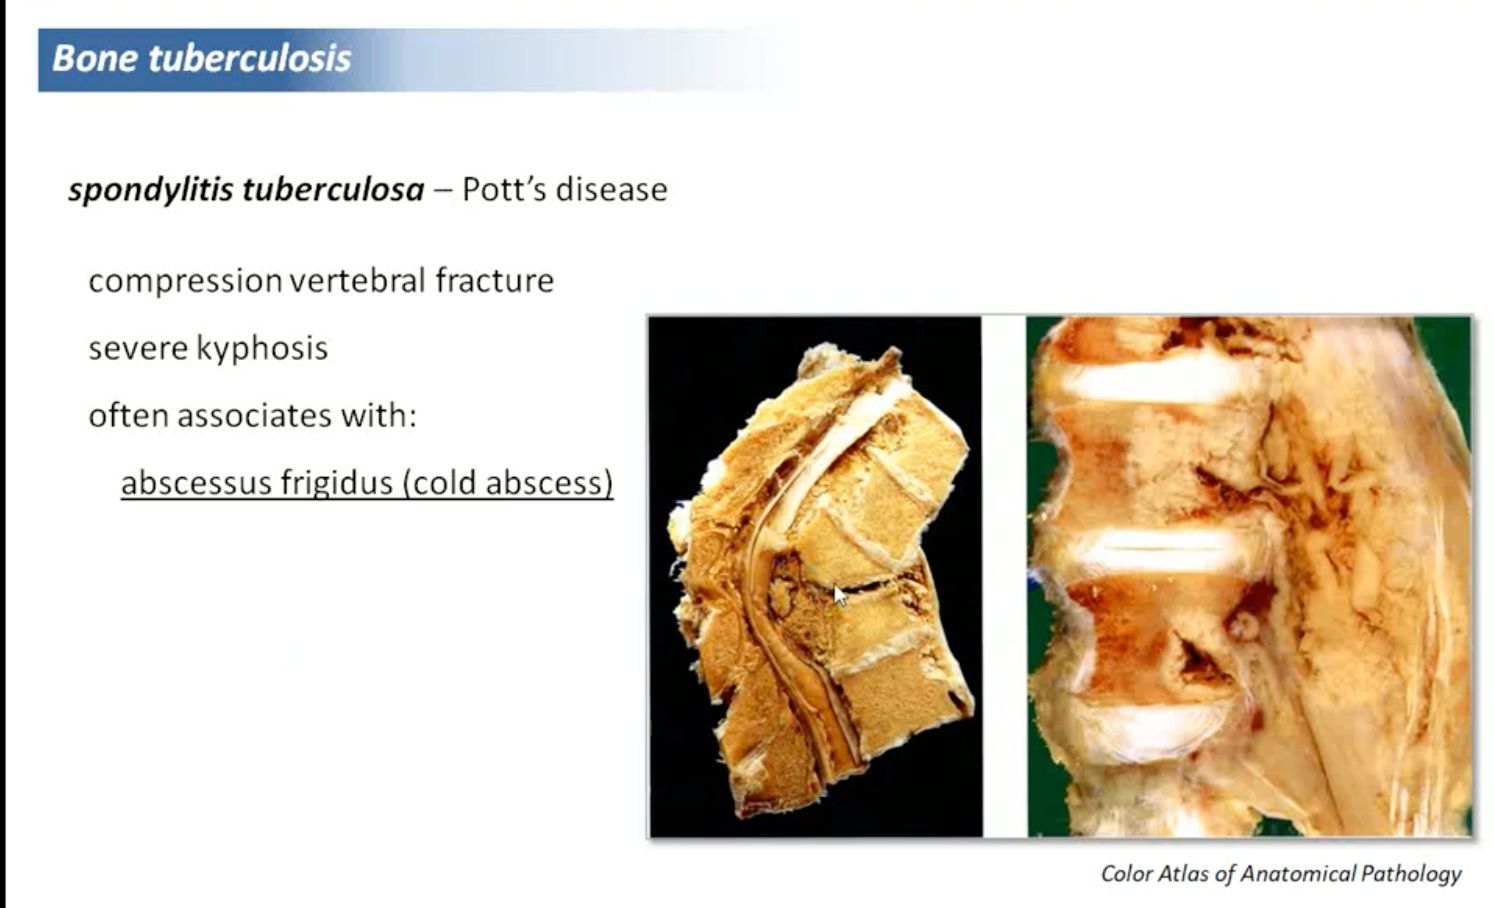 Bone tuberculosis
spondylitis tuberculosa – Pott’s disease
compression vertebral fracture
severe kyphosis
often associates with:
abscessus frigidus (cold abscess)
Color Atlas of Anatomical Pathology